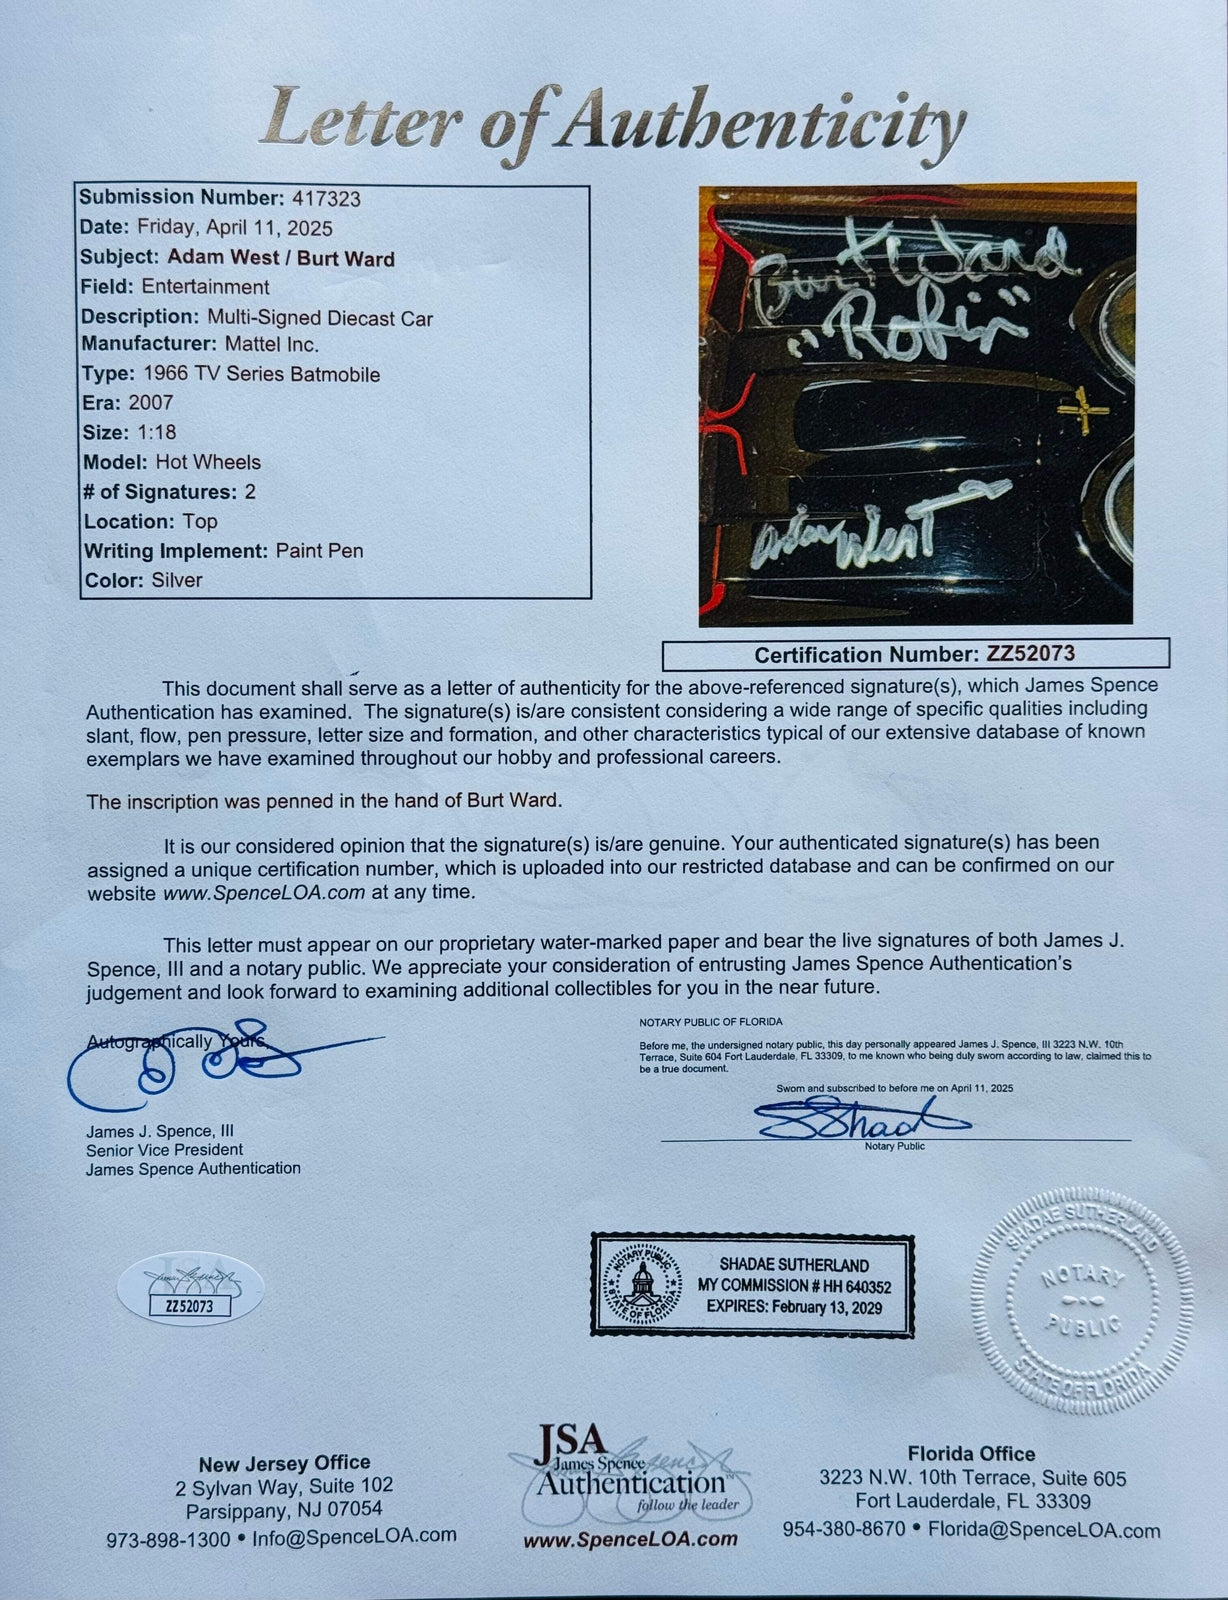 Letter of Authenticity
Submission Number: 417323
Date: Friday, April 11, 2025
Subject: Adam West / Burt Ward
Field: Entertainment
Description: Multi-Signed Diecast Car
Manufacturer: Mattel Inc.
Type: 1966 TV Series Batmobile
Era: 2007
Size: 1:18
Model: Hot Wheels
# of Signatures: 2
Location: Top
Writing Implement: Paint Pen
Color: Silver
Burt Ward
"Robin"
Adam West
Certification Number: ZZ52073
This document shall serve as a letter of authenticity for the above-referenced signature(s), which James Spence
Authentication has examined. The signature(s) is/are consistent considering a wide range of specific qualities including
slant, flow, pen pressure, letter size and formation, and other characteristics typical of our extensive database of known
exemplars we have examined throughout our hobby and professional careers.
The inscription was penned in the hand of Burt Ward.
It is our considered opinion that the signature(s) is/are genuine. Your authenticated signature(s) has been
assigned a unique certification number, which is uploaded into our restricted database and can be confirmed on our
website www.SpenceLOA.com at any time.
This letter must appear on our proprietary water-marked paper and bear the live signatures of both James J.
Spence, III and a notary public. We appreciate your consideration of entrusting James Spence Authentication's
judgement and look forward to examining additional collectibles for you in the near future.
Autographically Yours,
James J. Spence, III
Senior Vice President
James Spence Authentication
NOTARY PUBLIC OF FLORIDA
Before me, the undersigned notary public, this day personally appeared James J. Spence, III 3223 N.W. 10th
Terrace, Suite 604 Fort Lauderdale, FL 33309, to me known who being duly sworn according to law, claimed this to
be a true document.
Sworn and subscribed to before me on April 11, 2025
Notary Public
ZZ52073
NOTARY PUBLIC
STATE OF FLORIDA
SHADAE SUTHERLAND
MY COMMISSION # HH 640352
EXPIRES: February 13, 2029
SHADAE SUTHERLAND
NOTARY
PUBLIC
STATE OF FLORIDA
New Jersey Office
2 Sylvan Way, Suite 102
Parsippany, NJ 07054
973-898-1300 • Info@SpenceLOA.com
JSA
James Spence
Authentication™
follow the leader
www.SpenceLOA.com
Florida Office
3223 N.W. 10th Terrace, Suite 605
Fort Lauderdale, FL 33309
954-380-8670 • Florida@SpenceLOA.com